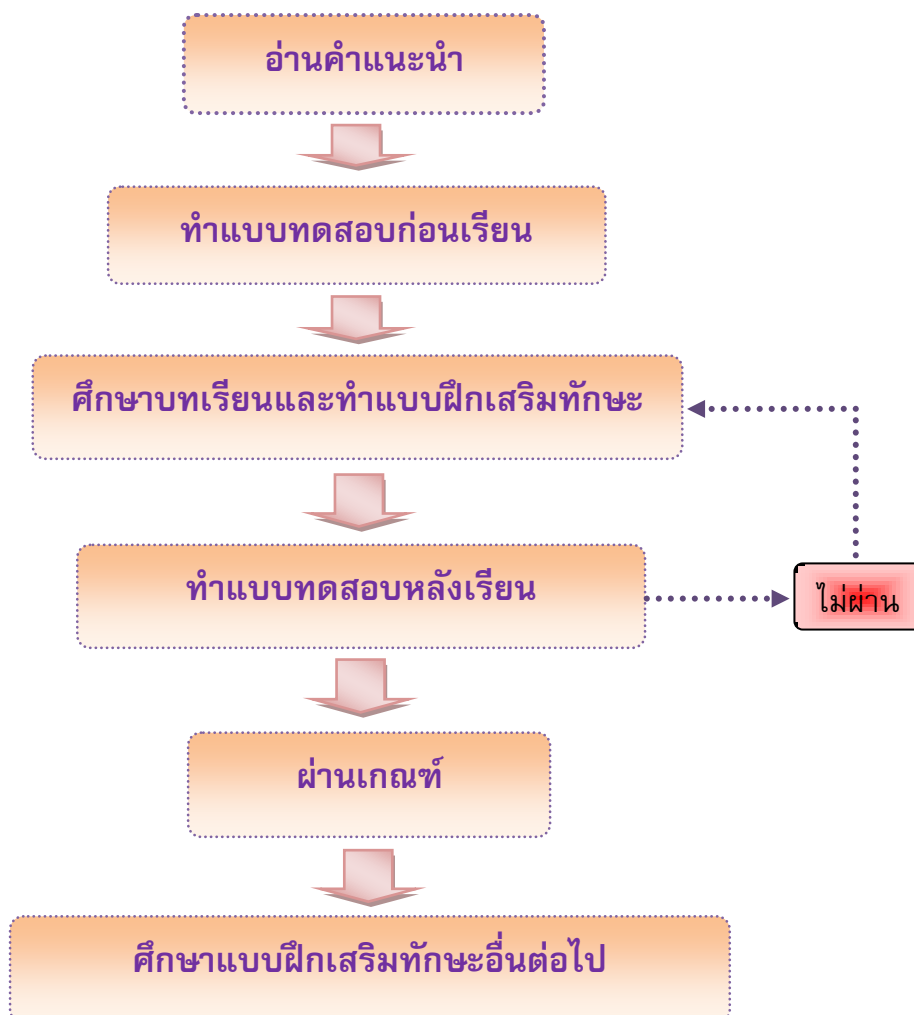 อ่านคำแนะนำ
ทำแบบทดสอบก่อนเรียน
ศึกษาบทเรียนและทำแบบฝึกเสริมทักษะ
ทำแบบทดสอบหลังเรียน
ไม่ผ่าน
ผ่านเกณฑ์
ศึกษาแบบฝึกเสริมทักษะอื่นต่อไป